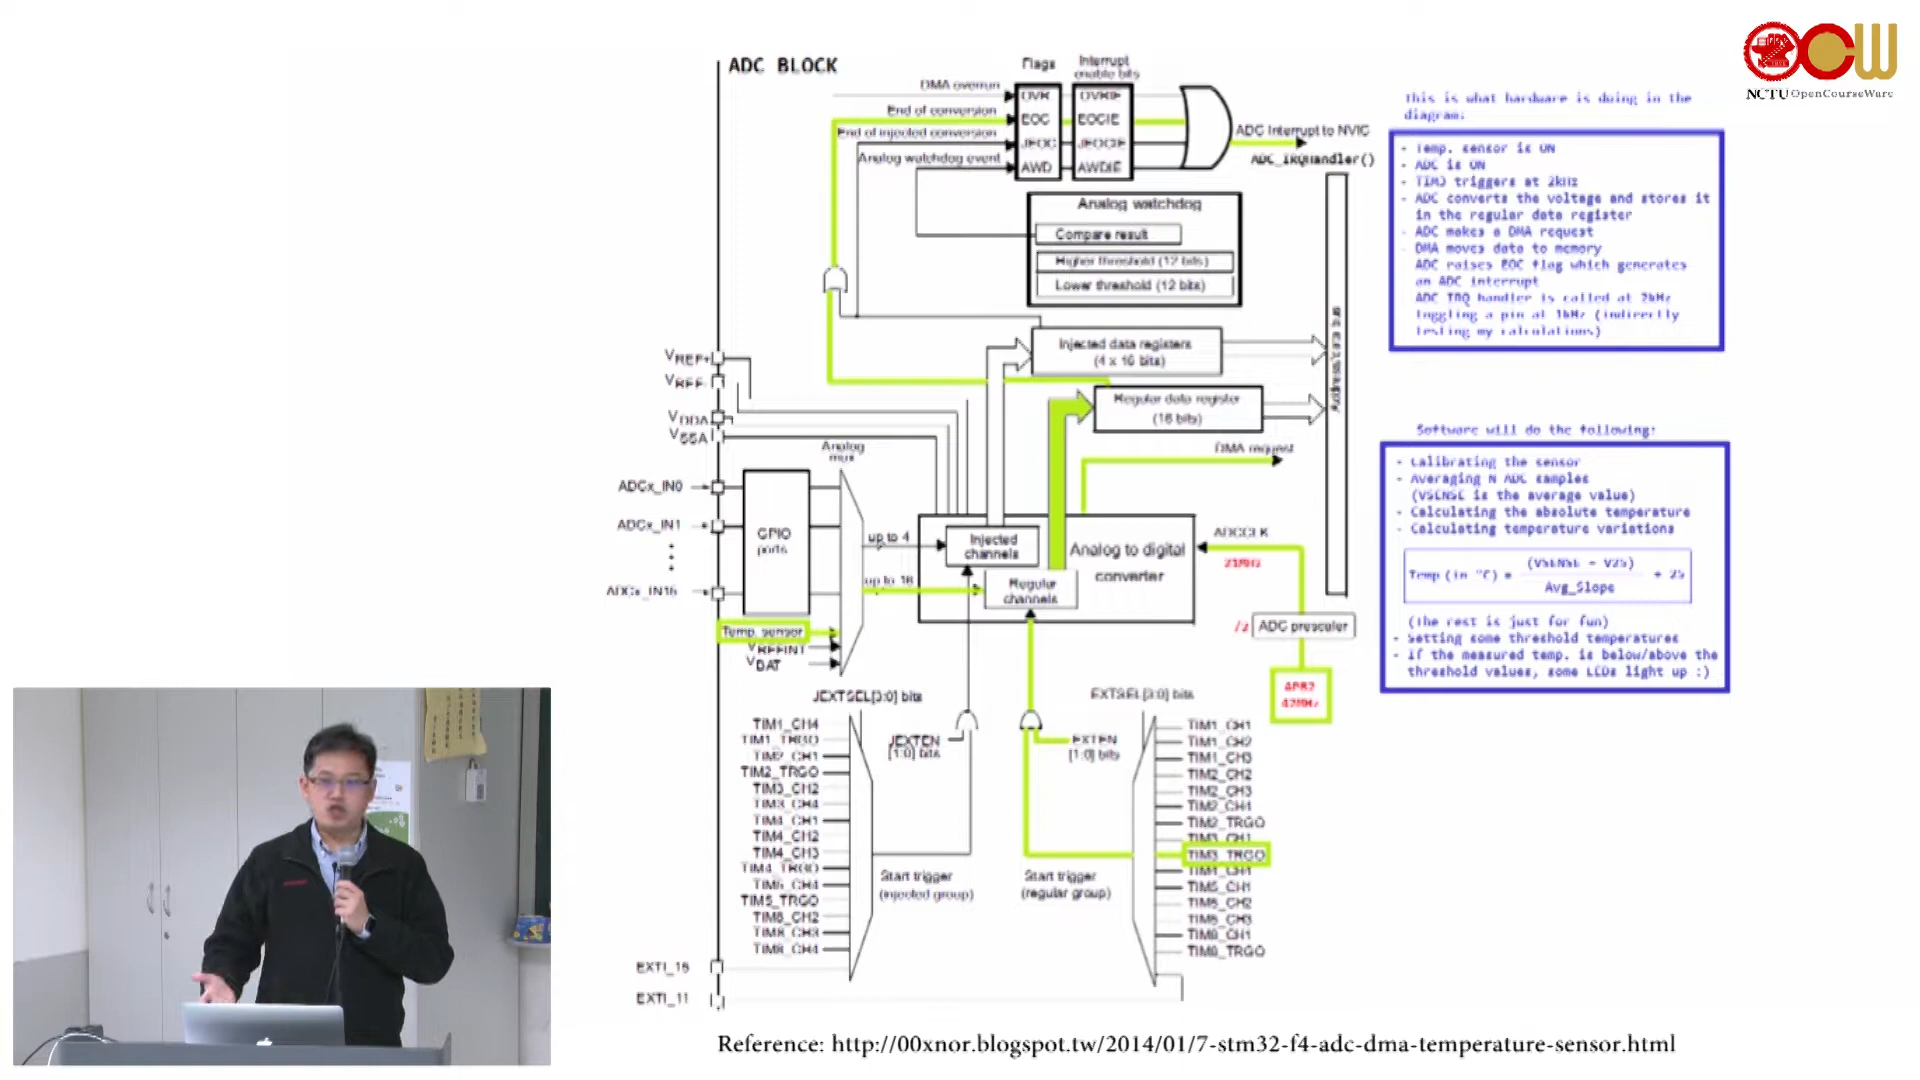 NCTU OpenCourseWare
ADC BLOCK
Flags
Interrupt
enable bits
DMA overrun
OVR
OVRIE
End of conversion
EOC
EOCIE
End of injected conversion
JEOC
JEOCIE
Analog watchdog event
AWD
AWDIE
ADC Interrupt to NVIC
ADC_IRQHandler()
Analog watchdog
Compare result
Higher threshold (12 bits)
Lower threshold (12 bits)
Injected data registers
(4 x 16 bits)
Regular data register
(16 bits)
DMA request
VREF+
VREF-
VDDA
VSSA
Analog
mux
ADCx_IN0
ADCx_IN1
ADCx_IN16
GPIO
ports
up to 4
up to 16
Injected
channels
Regular
channels
Analog to digital
converter
ADCCLK
21MHz
/2
ADC prescaler
APB2
42MHz
Temp. sensor
VREFINT
VBAT
JEXTSEL[3:0] bits
TIM1_CH4
TIM1_TRGO
TIM2_CH1
TIM2_TRGO
TIM3_CH2
TIM3_CH4
TIM4_CH1
TIM4_CH2
TIM4_CH3
TIM4_TRGO
TIM5_CH4
TIM5_TRGO
TIM8_CH2
TIM8_CH3
TIM8_CH4
JEXTEN
[1:0] bits
Start trigger
(injected group)
EXTSEL[3:0] bits
EXTEN
[1:0] bits
Start trigger
(regular group)
TIM1_CH1
TIM1_CH2
TIM1_CH3
TIM2_CH2
TIM2_CH3
TIM2_CH4
TIM2_TRGO
TIM3_CH1
TIM3_TRGO
TIM4_CH4
TIM5_CH1
TIM5_CH2
TIM5_CH3
TIM8_CH1
TIM8_TRGO
EXTI_15
EXTI_11
This is what hardware is doing in the
diagram:
- Temp. sensor is ON
- ADC is ON
- TIM3 triggers at 2kHz
- ADC converts the voltage and stores it
in the regular data register
- ADC makes a DMA request
- DMA moves data to memory
ADC raises EOC flag which generates
an ADC interrupt
ADC IRQ handler is called at 2kHz
toggling a pin at 1kHz (indirectly
testing my calculations)
Software will do the following:
- Calibrating the sensor
- Averaging N ADC samples
(VSENSE is the average value)
- Calculating the absolute temperature
- Calculating temperature variations
Temp (in °C) = (VSENSE - V25) / Avg_Slope + 25
(The rest is just for fun)
- Setting some threshold temperatures
- If the measured temp. is below/above the
threshold values, some LEDs light up :)
Reference: http://00xnor.blogspot.tw/2014/01/7-stm32-f4-adc-dma-temperature-sensor.html